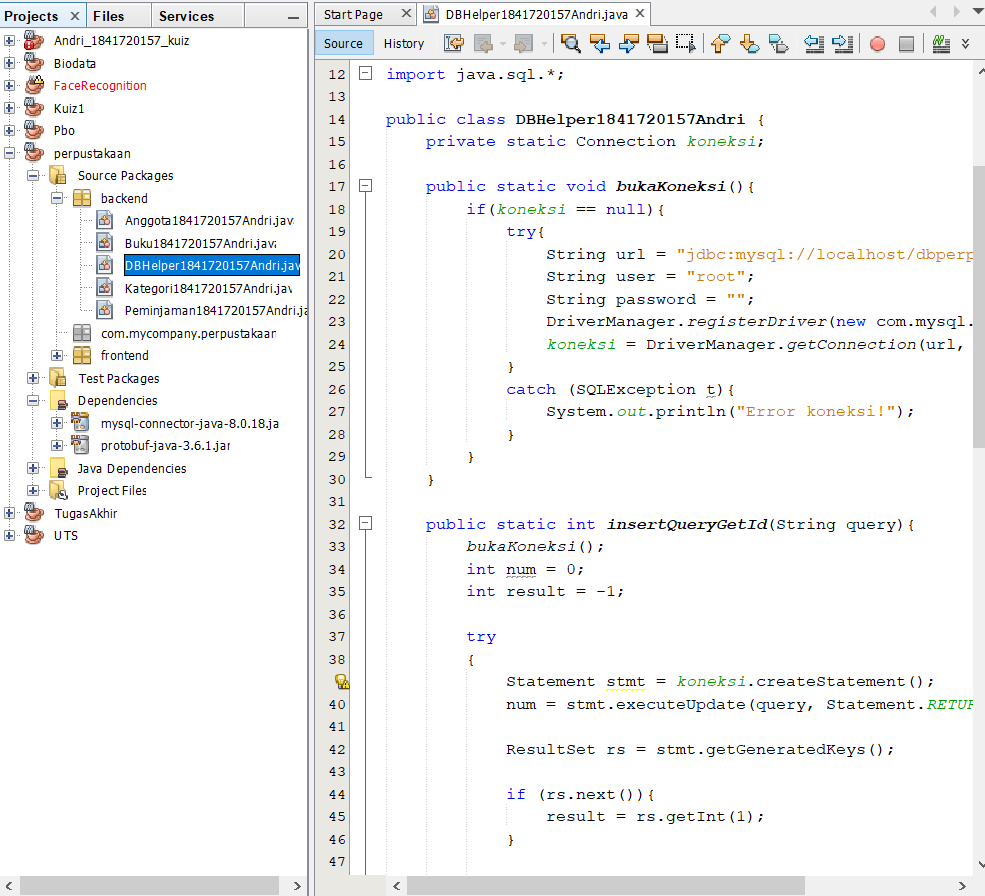 Projects
Files
Services
Andri_1841720157_kuiz
Biodata
FaceRecognition
Kuiz1
Pbo
perpustakaan
Source Packages
backend
Anggota1841720157Andri.java
Buku1841720157Andri.java
DBHelper1841720157Andri.java
Kategori1841720157Andri.jav
Peminjaman1841720157Andri.ja
com.mycompany.perpustakaan
frontend
Test Packages
Dependencies
mysql-connector-java-8.0.18.ja
protobuf-java-3.6.1.jar
Java Dependencies
Project Files
TugasAkhir
UTS
Start Page
DBHelper1841720157Andri.java
Source
History
12 import java.sql.*;
13
14 public class DBHelper1841720157Andri {
15 private static Connection koneksi;
16
17 public static void bukaKoneksi(){
18 if(koneksi == null){
19 try{
20 String url = "jdbc:mysql://localhost/dbperp
21 String user = "root";
22 String password = "";
23 DriverManager.registerDriver(new com.mysql.
24 koneksi = DriverManager.getConnection(url,
25 }
26 catch (SQLException t){
27 System.out.println("Error koneksi!");
28 }
29 }
30 }
31
32 public static int insertQueryGetId(String query){
33 bukaKoneksi();
34 int num = 0;
35 int result = -1;
36
37 try
38 {
Statement stmt = koneksi.createStatement();
40 num = stmt.executeUpdate(query, Statement.RETUR
41
42 ResultSet rs = stmt.getGeneratedKeys();
43
44 if (rs.next()){
45 result = rs.getInt(1);
46 }
47